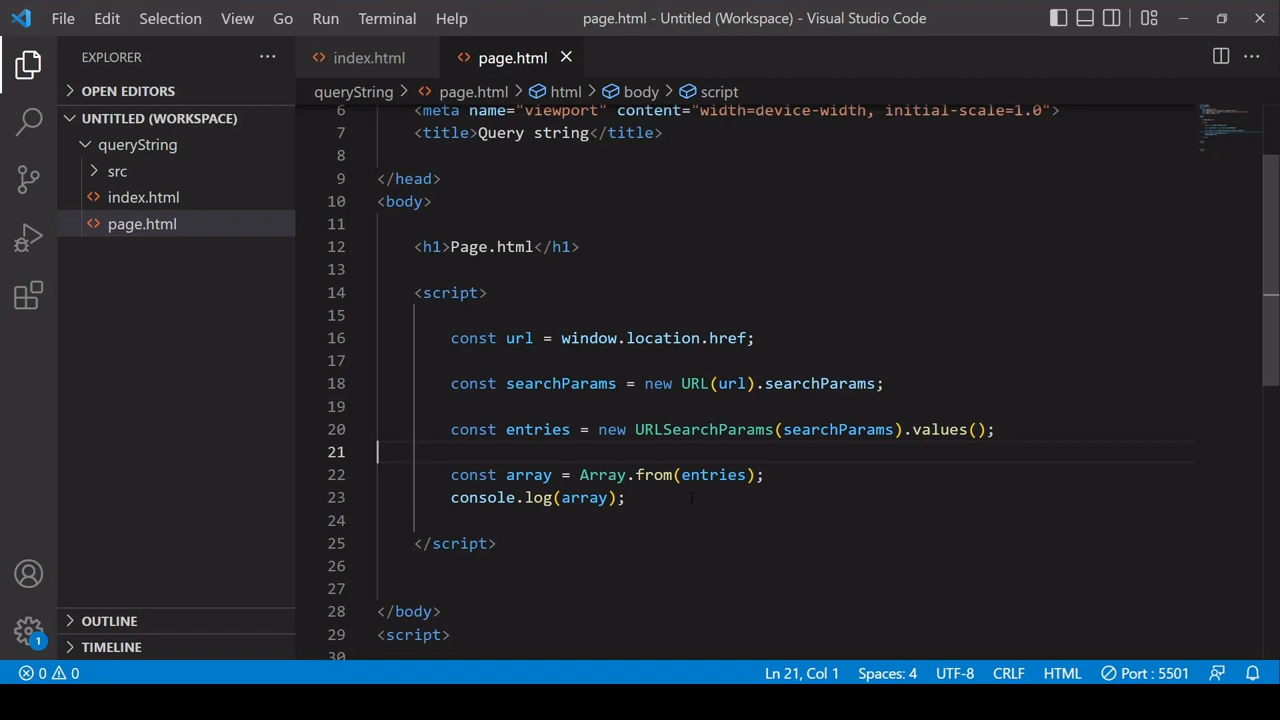 File Edit Selection View Go Run Terminal Help page.html - Untitled (Workspace) - Visual Studio Code
EXPLORER
OPEN EDITORS
UNTITLED (WORKSPACE)
queryString
src
index.html
page.html
OUTLINE
TIMELINE
1
index.html page.html
queryString page.html html body script
6 <meta name="viewport" content="width=device-width, initial-scale=1.0">
7 <title>Query string</title>
8
9 </head>
10 <body>
11
12 <h1>Page.html</h1>
13
14 <script>
15
16 const url = window.location.href;
17
18 const searchParams = new URL(url).searchParams;
19
20 const entries = new URLSearchParams(searchParams).values();
21
22 const array = Array.from(entries);
23 console.log(array);
24
25 </script>
26
27
28 </body>
29 <script>
30
0 0 Ln 21, Col 1 Spaces: 4 UTF-8 CRLF HTML Port : 5501